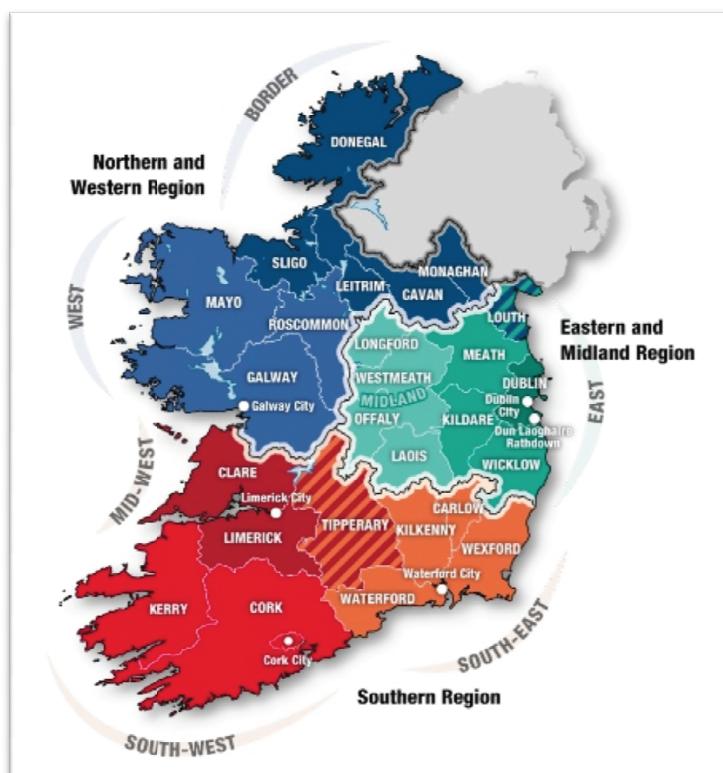 BORDER
DONEGAL
Northern and
Western Region
SLIGO
LEITRIM
MONAGHAN
CAVAN
WEST
MAYO
ROSCOMMON
LOUTH
Eastern and
Midland Region
LONGFORD
MEATH
WESTMEATH
GALWAY
MIDLAND
DUBLIN
Dublin
City
Galway City
OFFALY
KILDARE
Dun Laoghaire
Rathdown
EAST
LAOIS
WICKLOW
MID-WEST
CLARE
Limerick City
CARLOW
TIPPERARY
KILKENNY
LIMERICK
WEXFORD
Waterford City
KERRY
CORK
WATERFORD
Cork City
SOUTH-EAST
Southern Region
SOUTH-WEST